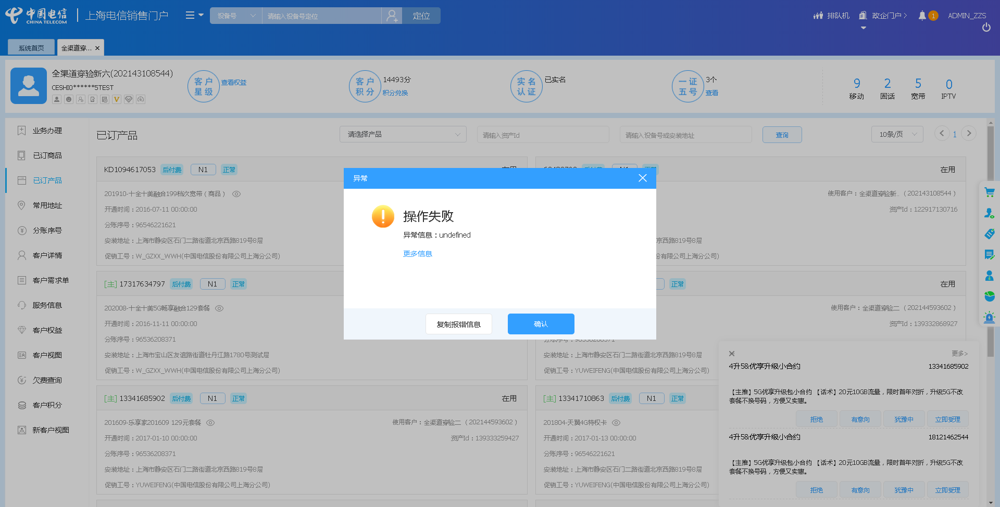 中国电信
CHINA TELECOM
上海电信销售门户
设备号
请输入设备号定位
定位
排队机
政企门户
1
ADMIN_ZZS
系统首页
全渠道穿...
全渠道穿验新六(202143108544)
CESHI0******5TEST
客户星级
查看权益
客户积分
14493分
积分兑换
实名认证
已实名
一证五号
3个
查看
9 移动
2 固话
5 宽带
0 IPTV
业务办理
已订商品
已订产品
常用地址
分账序号
客户详情
客户需求单
服务信息
客户权益
客户视图
欠费查询
客户积分
新客户视图
已订产品
请选择产品
请输入资产Id
请输入设备号或安装地址
查询
10条/页
1
KD1094617053 后付费 N1 正常
在用
201910-十全十美融合199档次宽带（商品）
开通时间：2016-07-11 00:00:00
分账序号：96546221621
安装地址：上海市静安区石门二路街道北京西路819号8层
促销工号：W_GZXX_WWH(中国电信股份有限公司上海分公司)
在用
使用客户：全渠道穿验新..（202143108544）
资产Id：122917130716
京西路819号8层
份有限公司上海分公司)
[主] 17317634797 后付费 N1 正常
202008-十全十美5G畅享融合129套餐
开通时间：2016-11-11 00:00:00
分账序号：96536208371
安装地址：上海市宝山区友谊路街道牡丹江路1780号测试层
促销工号：W_GZXX_WWH(中国电信股份有限公司上海分公司)
正常
在用
使用客户：全渠道穿验二（202144593602）
资产Id：139332868927
分账序号：96536208371
安装地址：上海市静安区石门二路街道北京西路819号8层
促销工号：YUWEIFENG(中国电信股份有限公司上海分公司)
[主] 13341685902 后付费 N1 正常
在用
201609-乐享家201609 129元套餐
使用客户：全渠道穿验二（202144593602）
开通时间：2017-01-10 00:00:00
资产Id：139333259427
分账序号：96536208371
安装地址：上海市静安区石门二路街道北京西路819号8层
促销工号：YUWEIFENG(中国电信股份有限公司上海分公司)
[主] 13341710863 后付费 N1 正常
201804-天翼4G特权卡
开通时间：2017-01-13 00:00:00
分账序号：96546221621
安装地址：上海市静安区石门二路街道北京西路819号8层
促销工号：YUWEIFENG(中国电信股份有限公司上海分公司)
异常
操作失败
异常信息：undefined
更多信息
复制报错信息
确认
更多>
4升5&优享升级小合约
13341685902
【主推】5G优享升级包小合约 【话术】20元10GB流量，限时首年对折，升级5G不改
套餐不换号码，方便又实惠。
拒绝 有意向 犹豫中 立即受理
4升5&优享升级小合约
18121462544
【主推】5G优享升级包小合约 【话术】20元10GB流量，限时首年对折，升级5G不改
套餐不换号码，方便又实惠。
拒绝 有意向 犹豫中 立即受理